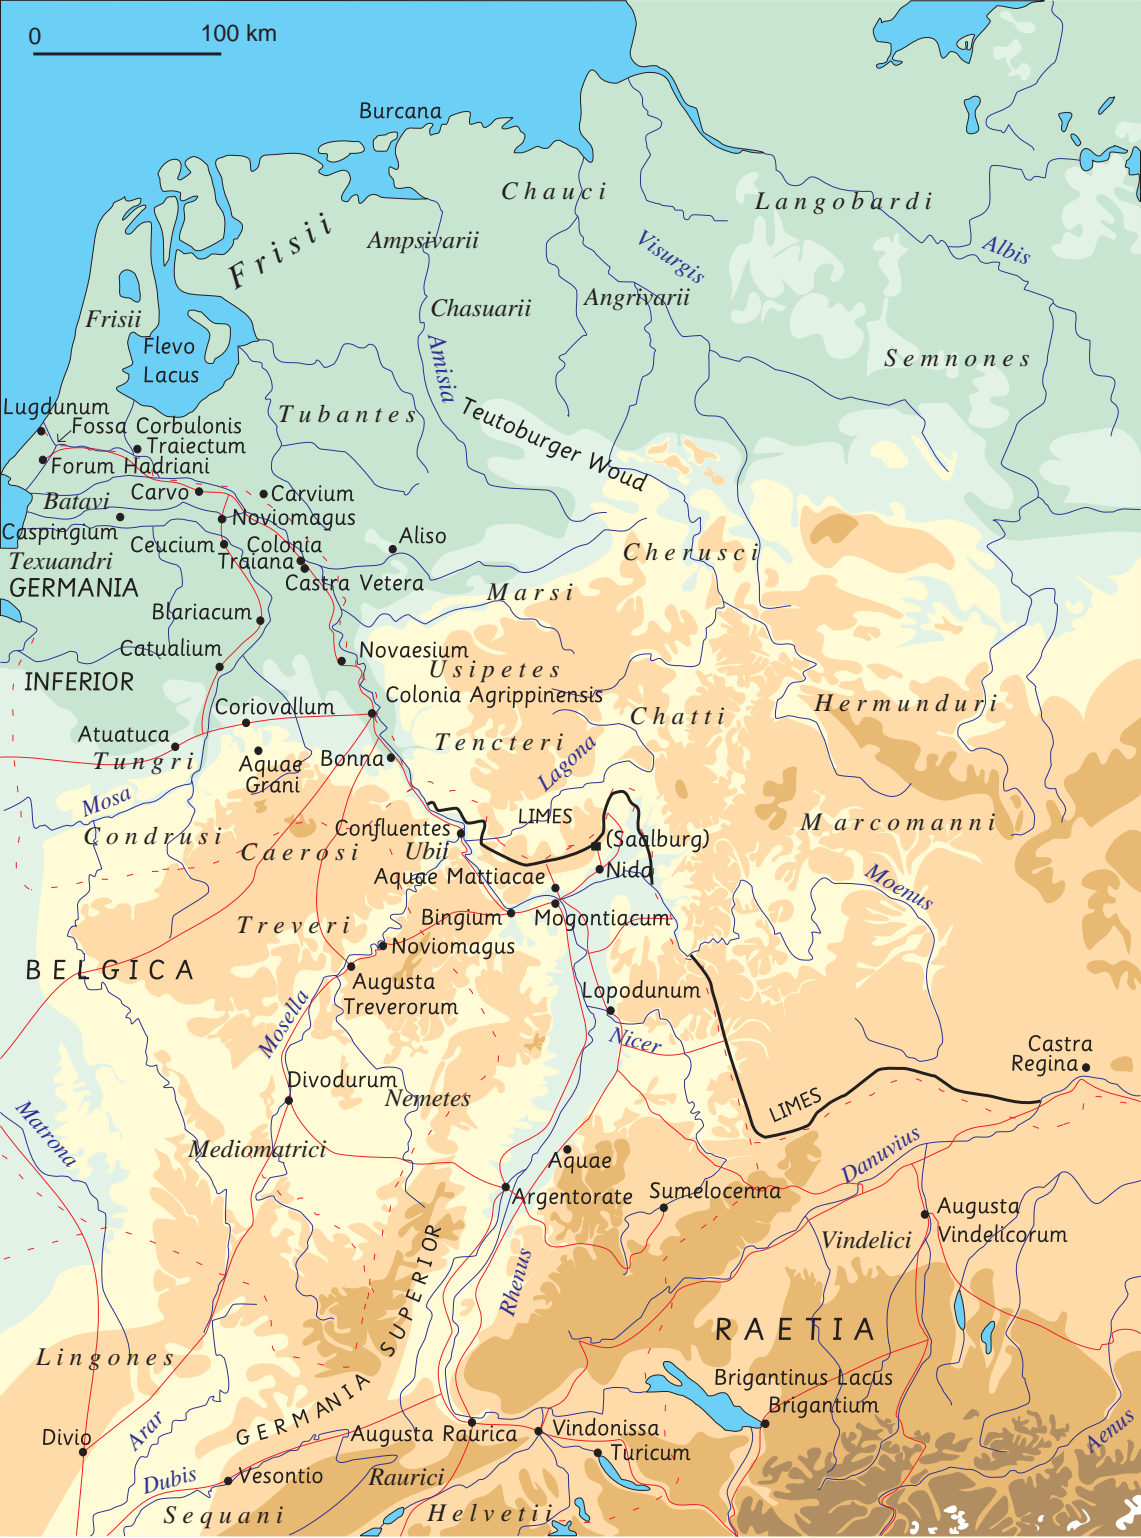 0
100 km
Burcana
Chauci
Langobardi
Frisii
Ampsivarii
Visurgis
Albis
Angrivarii
Chasuarii
Frisii
Flevo
Lacus
Amisia
Semnones
Lugdunum
Tubantes
Teutoburger Woud
Fossa Corbulonis
Traiectum
Forum Hadriani
Carvo
Carvium
Batavi
Noviomagus
Caspingium
Ceucium
Colonia
Traiana
Aliso
Cherusci
Texuandri
Castra Vetera
GERMANIA
Marsi
Blariacum
Catualium
Novaesium
Usipetes
INFERIOR
Colonia Agrippinensis
Coriovallum
Chatti
Hermunduri
Atuatuca
Tungri
Tencteri
Aquae
Grani
Bonna
Lagona
Mosa
LIMES
Condrusi
Confluentes
(Saalburg)
Marcomanni
Caerosi
Ubii
Nida
Aquae Mattiacae
Moenus
Treveri
Bingium
Mogontiacum
Noviomagus
BELGICA
Augusta
Treverorum
Lopodunum
Mosella
Nicer
Castra
Regina
Divodurum
Nemetes
LIMES
Matrona
Mediomatrici
Aquae
Danuvius
Argentorate
Sumelocenna
Augusta
Vindelicorum
Vindelici
Rhenus
SUPERIOR
RAETIA
Lingones
Brigantinus Lacus
Brigantium
GERMANIA
Arar
Divio
Augusta Raurica
Vindonissa
Turicum
Aenus
Dubis
Vesontio
Raurici
Sequani
Helvetii